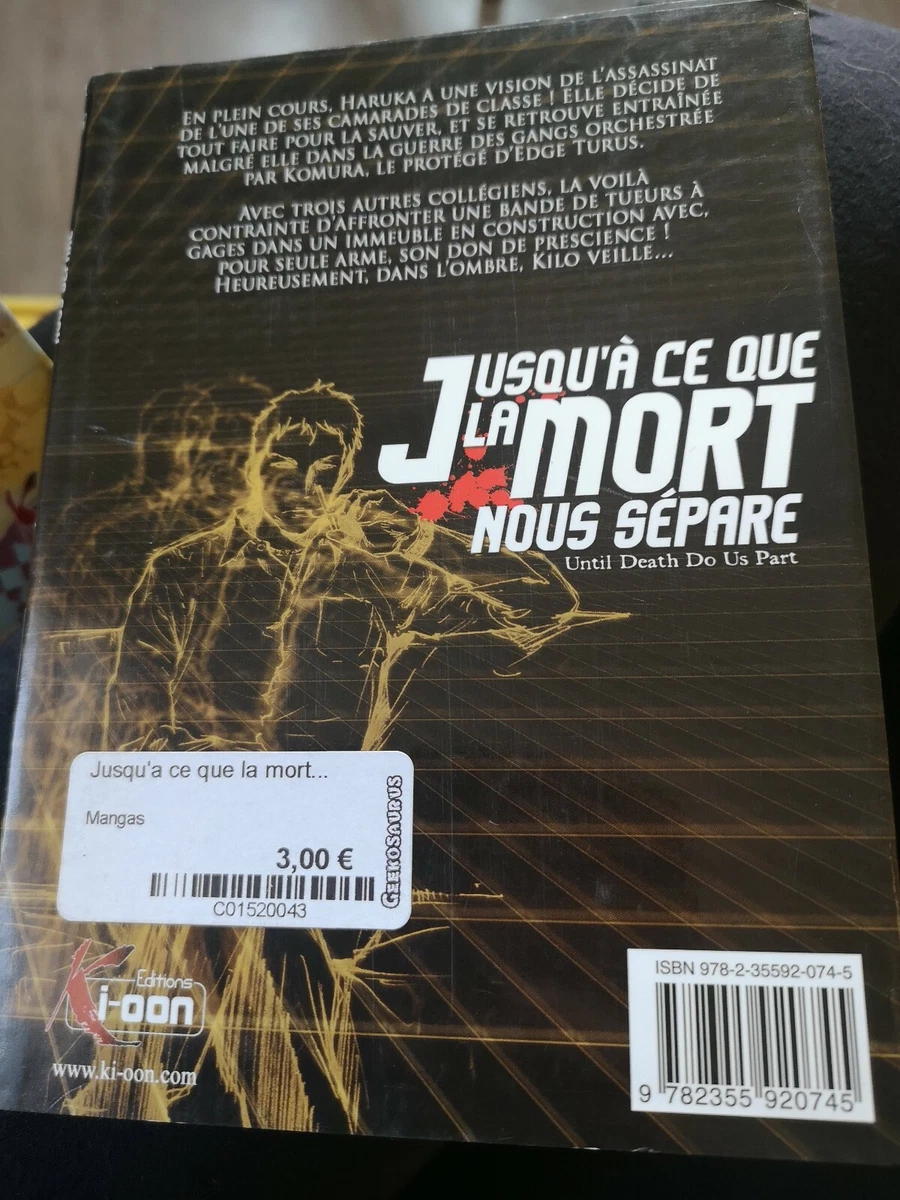 En plein cours, Haruka a une vision de l'assassinat
de l'une de ses camarades de classe ! Elle décide de
tout faire pour la sauver, et se retrouve entraînée
malgré elle dans la guerre des gangs orchestrée
par Komura, le protégé d'Edge Turus.
Avec trois autres collégiens, la voilà
contrainte d'affronter une bande de tueurs à
gages dans un immeuble en construction avec,
pour seule arme, son don de prescience !
Heureusement, dans l'ombre, Kilo veille...
JUSQU'À CE QUE
LA MORT
NOUS SÉPARE
Until Death Do Us Part
Jusqu'a ce que la mort...
Mangas
3,00 €
C01520043
GEEKOSAURUS
Editions
Ki-oon
www.ki-oon.com
ISBN 978-2-35592-074-5
9 782355 920745